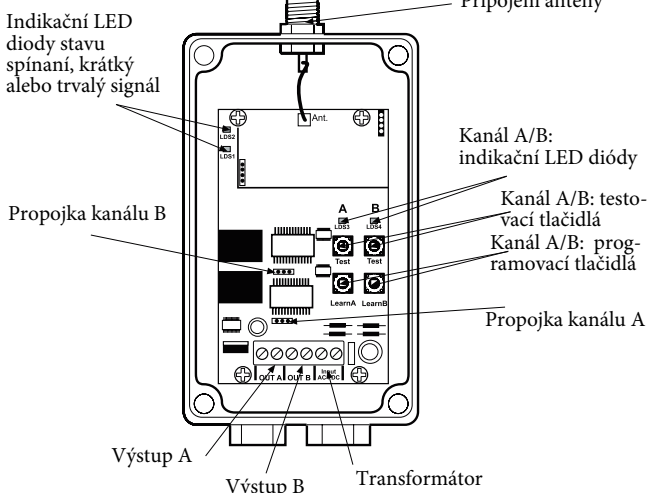 Pripojení antény
Indikační LED
diody stavu
spínaní, krátký
alebo trvalý signál
Ant.
LDS2
LDS1
Kanál A/B:
indikační LED diódy
A B
LDS3 LDS4
Kanál A/B: testo-
vací tlačidlá
Propojka kanálu B
Test Test
Kanál A/B: prog-
ramovací tlačidlá
LearnA LearnB
Propojka kanálu A
OUT A OUT B Input
AC/DC
Výstup A
Výstup B
Transformátor